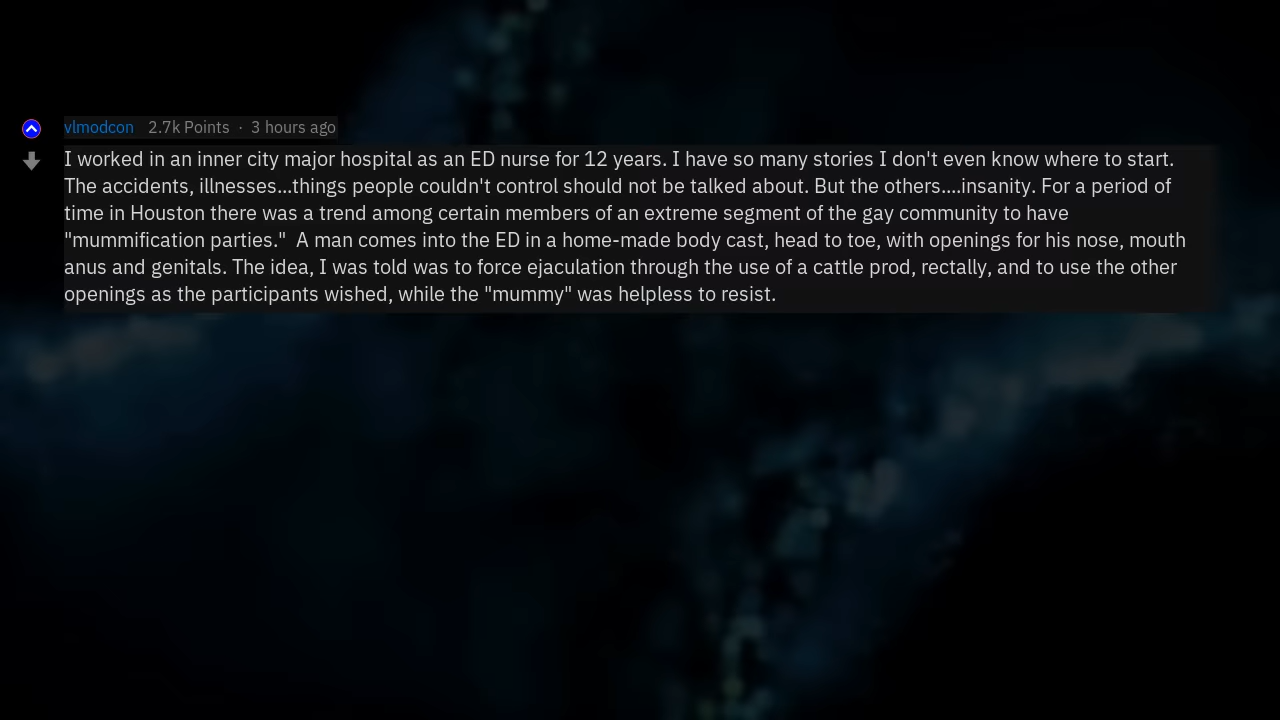 vlmodcon 2.7k Points · 3 hours ago
I worked in an inner city major hospital as an ED nurse for 12 years. I have so many stories I don't even know where to start.
The accidents, illnesses...things people couldn't control should not be talked about. But the others....insanity. For a period of
time in Houston there was a trend among certain members of an extreme segment of the gay community to have
"mummification parties."  A man comes into the ED in a home-made body cast, head to toe, with openings for his nose, mouth
anus and genitals. The idea, I was told was to force ejaculation through the use of a cattle prod, rectally, and to use the other
openings as the participants wished, while the "mummy" was helpless to resist.